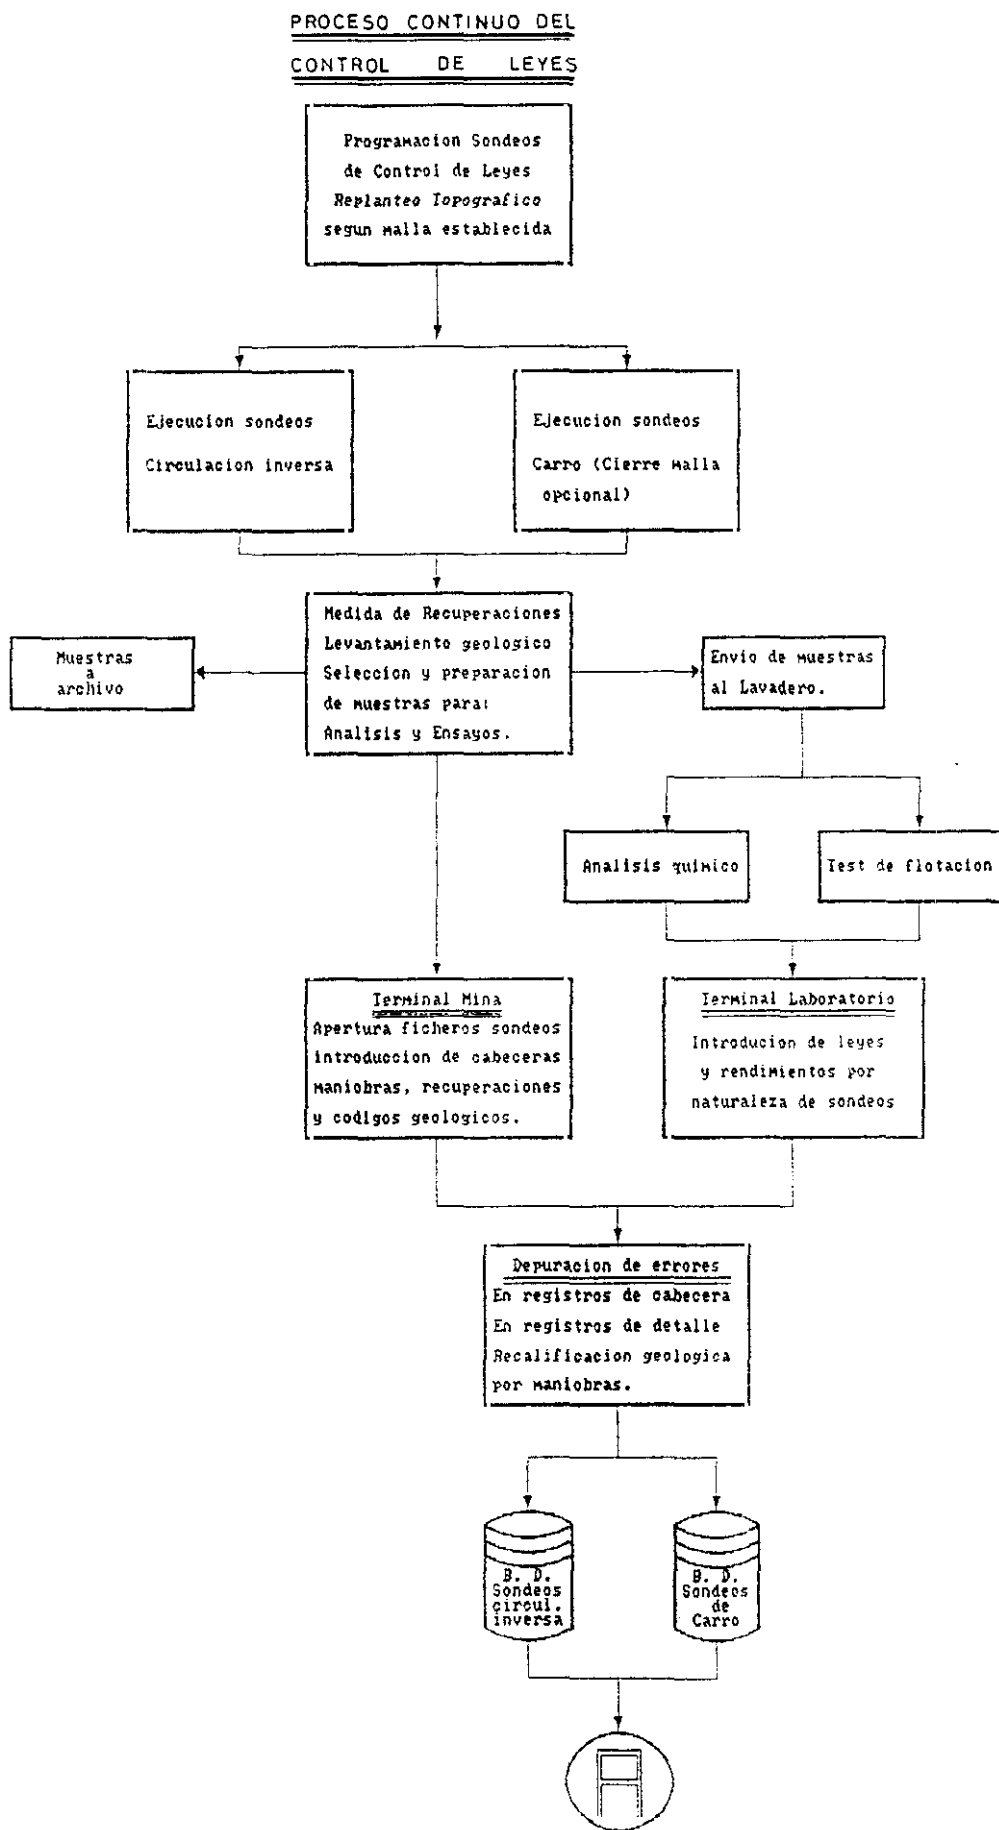 PROCESO CONTINUO DEL
CONTROL DE LEYES
Programacion Sondeos
de Control de Leyes
Replanteo Topografico
segun malla establecida
Ejecucion sondeos
Circulacion inversa
Ejecucion sondeos
Carro (Cierre malla
opcional)
Medida de Recuperaciones
Levantamiento geologico
Seleccion y preparacion
de muestras para:
Analisis y Ensayos.
Muestras
a
archivo
Envio de muestras
al Lavadero.
Analisis quimico
Test de flotacion
Terminal Mina
Apertura ficheros sondeos
introduccion de cabeceras
maniobras, recuperaciones
y codigos geologicos.
Terminal Laboratorio
Introducion de leyes
y rendimientos por
naturaleza de sondeos
Depuracion de errores
En registros de cabecera
En registros de detalle
Recalificacion geologica
por maniobras.
B. D.
Sondeos
circul.
inversa
B. D.
Sondeos
de
Carro